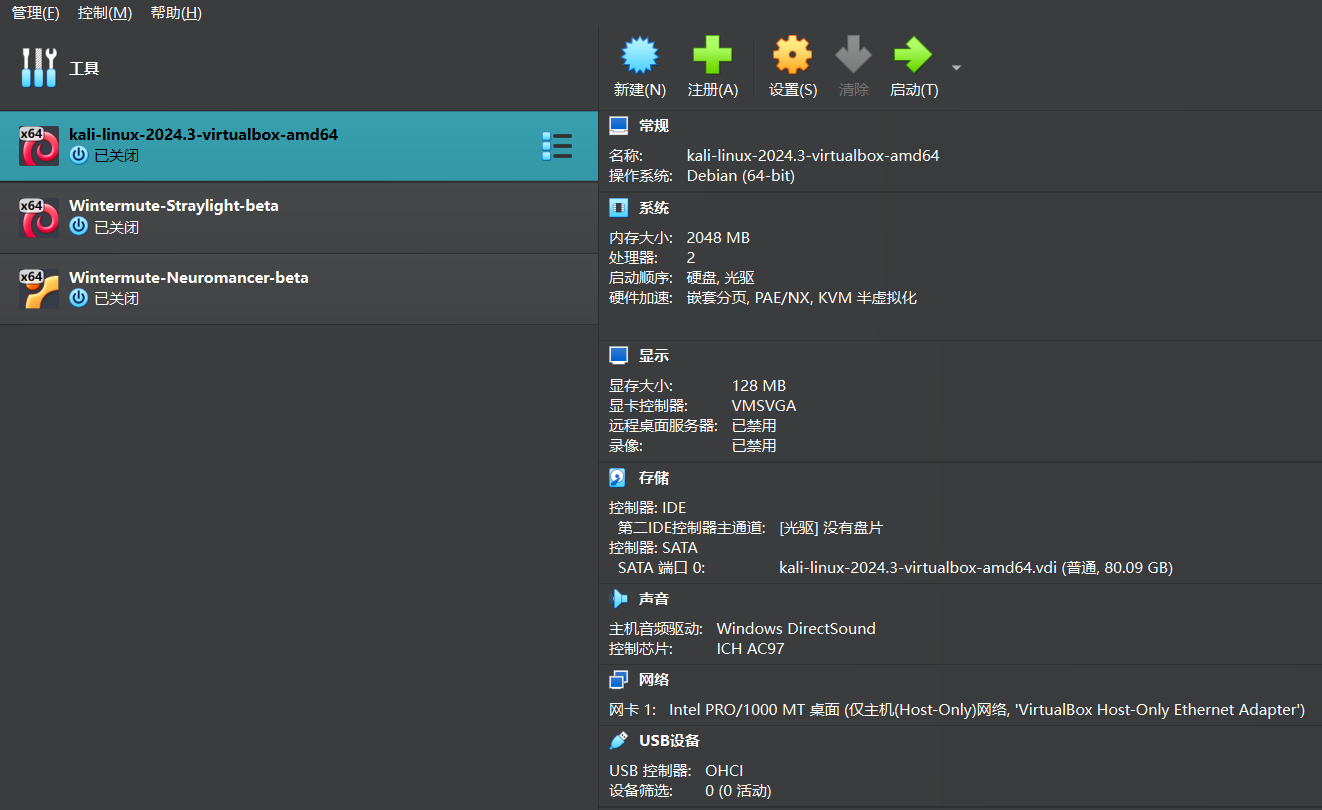 管理(F) 控制(M) 帮助(H)
工具
新建(N) 注册(A) 设置(S) 清除 启动(T)
x64 kali-linux-2024.3-virtualbox-amd64
已关闭
x64 Wintermute-Straylight-beta
已关闭
x64 Wintermute-Neuromancer-beta
已关闭
常规
名称: kali-linux-2024.3-virtualbox-amd64
操作系统: Debian (64-bit)
系统
内存大小: 2048 MB
处理器: 2
启动顺序: 硬盘, 光驱
硬件加速: 嵌套分页, PAE/NX, KVM 半虚拟化
显示
显存大小: 128 MB
显卡控制器: VMSVGA
远程桌面服务器: 已禁用
录像: 已禁用
存储
控制器: IDE
第二IDE控制器主通道: [光驱] 没有盘片
控制器: SATA
SATA 端口 0: kali-linux-2024.3-virtualbox-amd64.vdi (普通, 80.09 GB)
声音
主机音频驱动: Windows DirectSound
控制芯片: ICH AC97
网络
网卡 1: Intel PRO/1000 MT 桌面 (仅主机(Host-Only)网络, 'VirtualBox Host-Only Ethernet Adapter')
USB设备
USB 控制器: OHCI
设备筛选: 0 (0 活动)